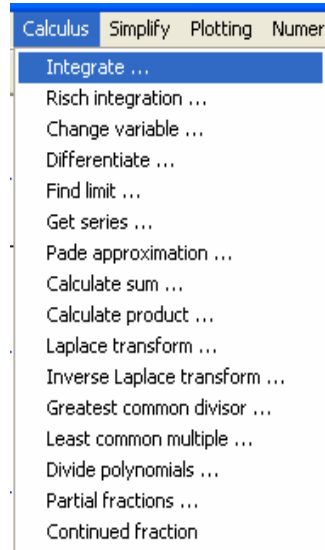 Calculus Simplify Plotting Numer
Integrate ...
Risch integration ...
Change variable ...
Differentiate ...
Find limit ...
Get series ...
Pade approximation ...
Calculate sum ...
Calculate product ...
Laplace transform ...
Inverse Laplace transform ...
Greatest common divisor ...
Least common multiple ...
Divide polynomials ...
Partial fractions ...
Continued fraction